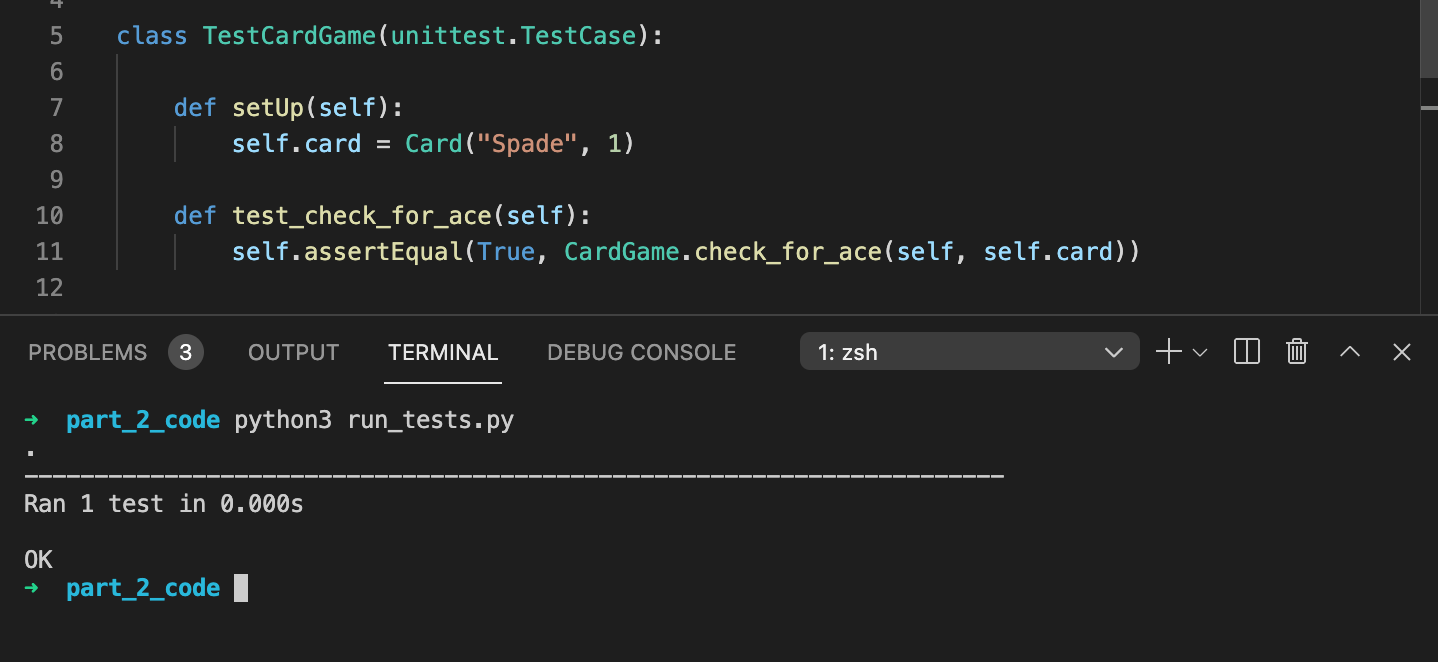 4
5 class TestCardGame(unittest.TestCase):
6
7 def setUp(self):
8 self.card = Card("Spade", 1)
9
10 def test_check_for_ace(self):
11 self.assertEqual(True, CardGame.check_for_ace(self, self.card))
12
PROBLEMS 3 OUTPUT TERMINAL DEBUG CONSOLE 1: zsh
→ part_2_code python3 run_tests.py
.
----------------------------------------------------------------------
Ran 1 test in 0.000s
OK
→ part_2_code